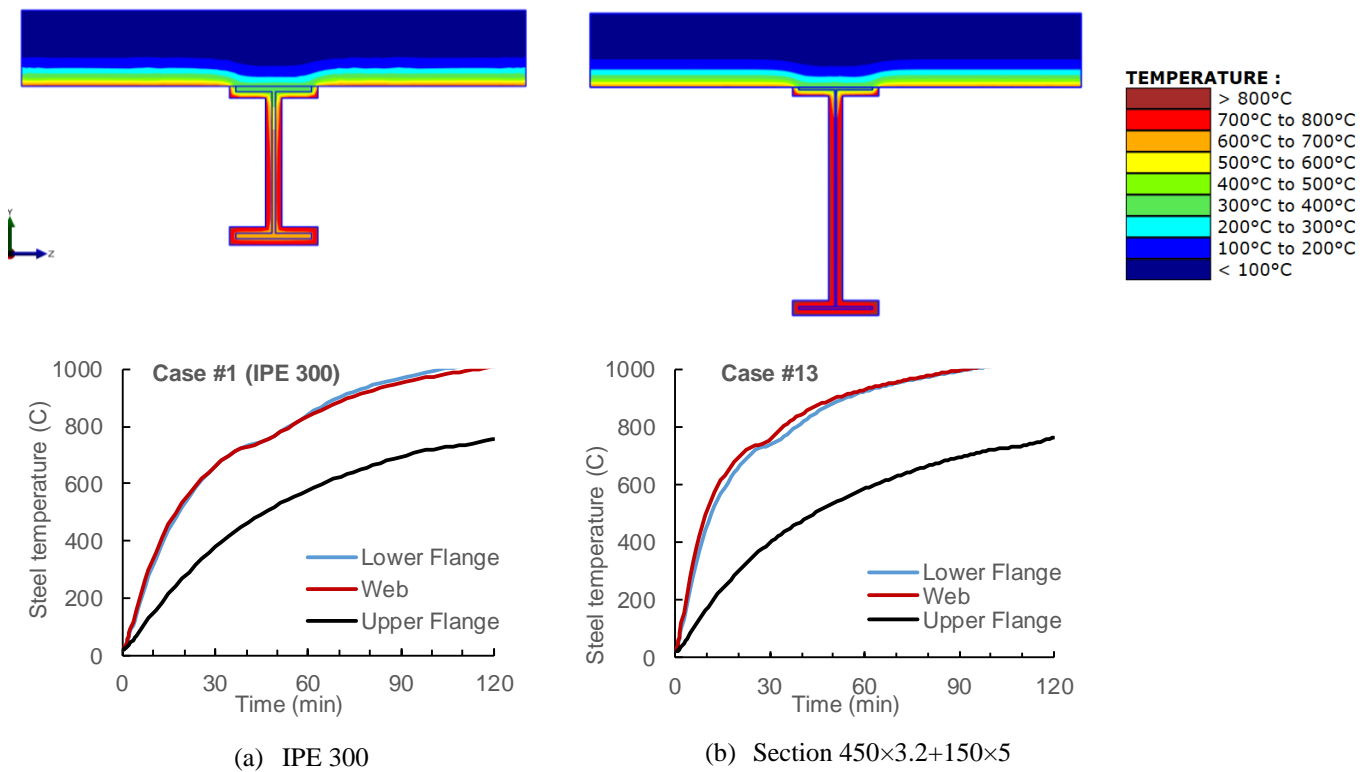 TEMPERATURE :
> 800°C
700°C to 800°C
600°C to 700°C
500°C to 600°C
400°C to 500°C
300°C to 400°C
200°C to 300°C
100°C to 200°C
< 100°C
Y
Z
Case #1 (IPE 300)
Steel temperature (C)
1000
800
600
400
200
0
Lower Flange
Web
Upper Flange
0 30 60 90 120
Time (min)
(a) IPE 300
Case #13
Steel temperature (C)
1000
800
600
400
200
0
Lower Flange
Web
Upper Flange
0 30 60 90 120
Time (min)
(b) Section 450×3.2+150×5